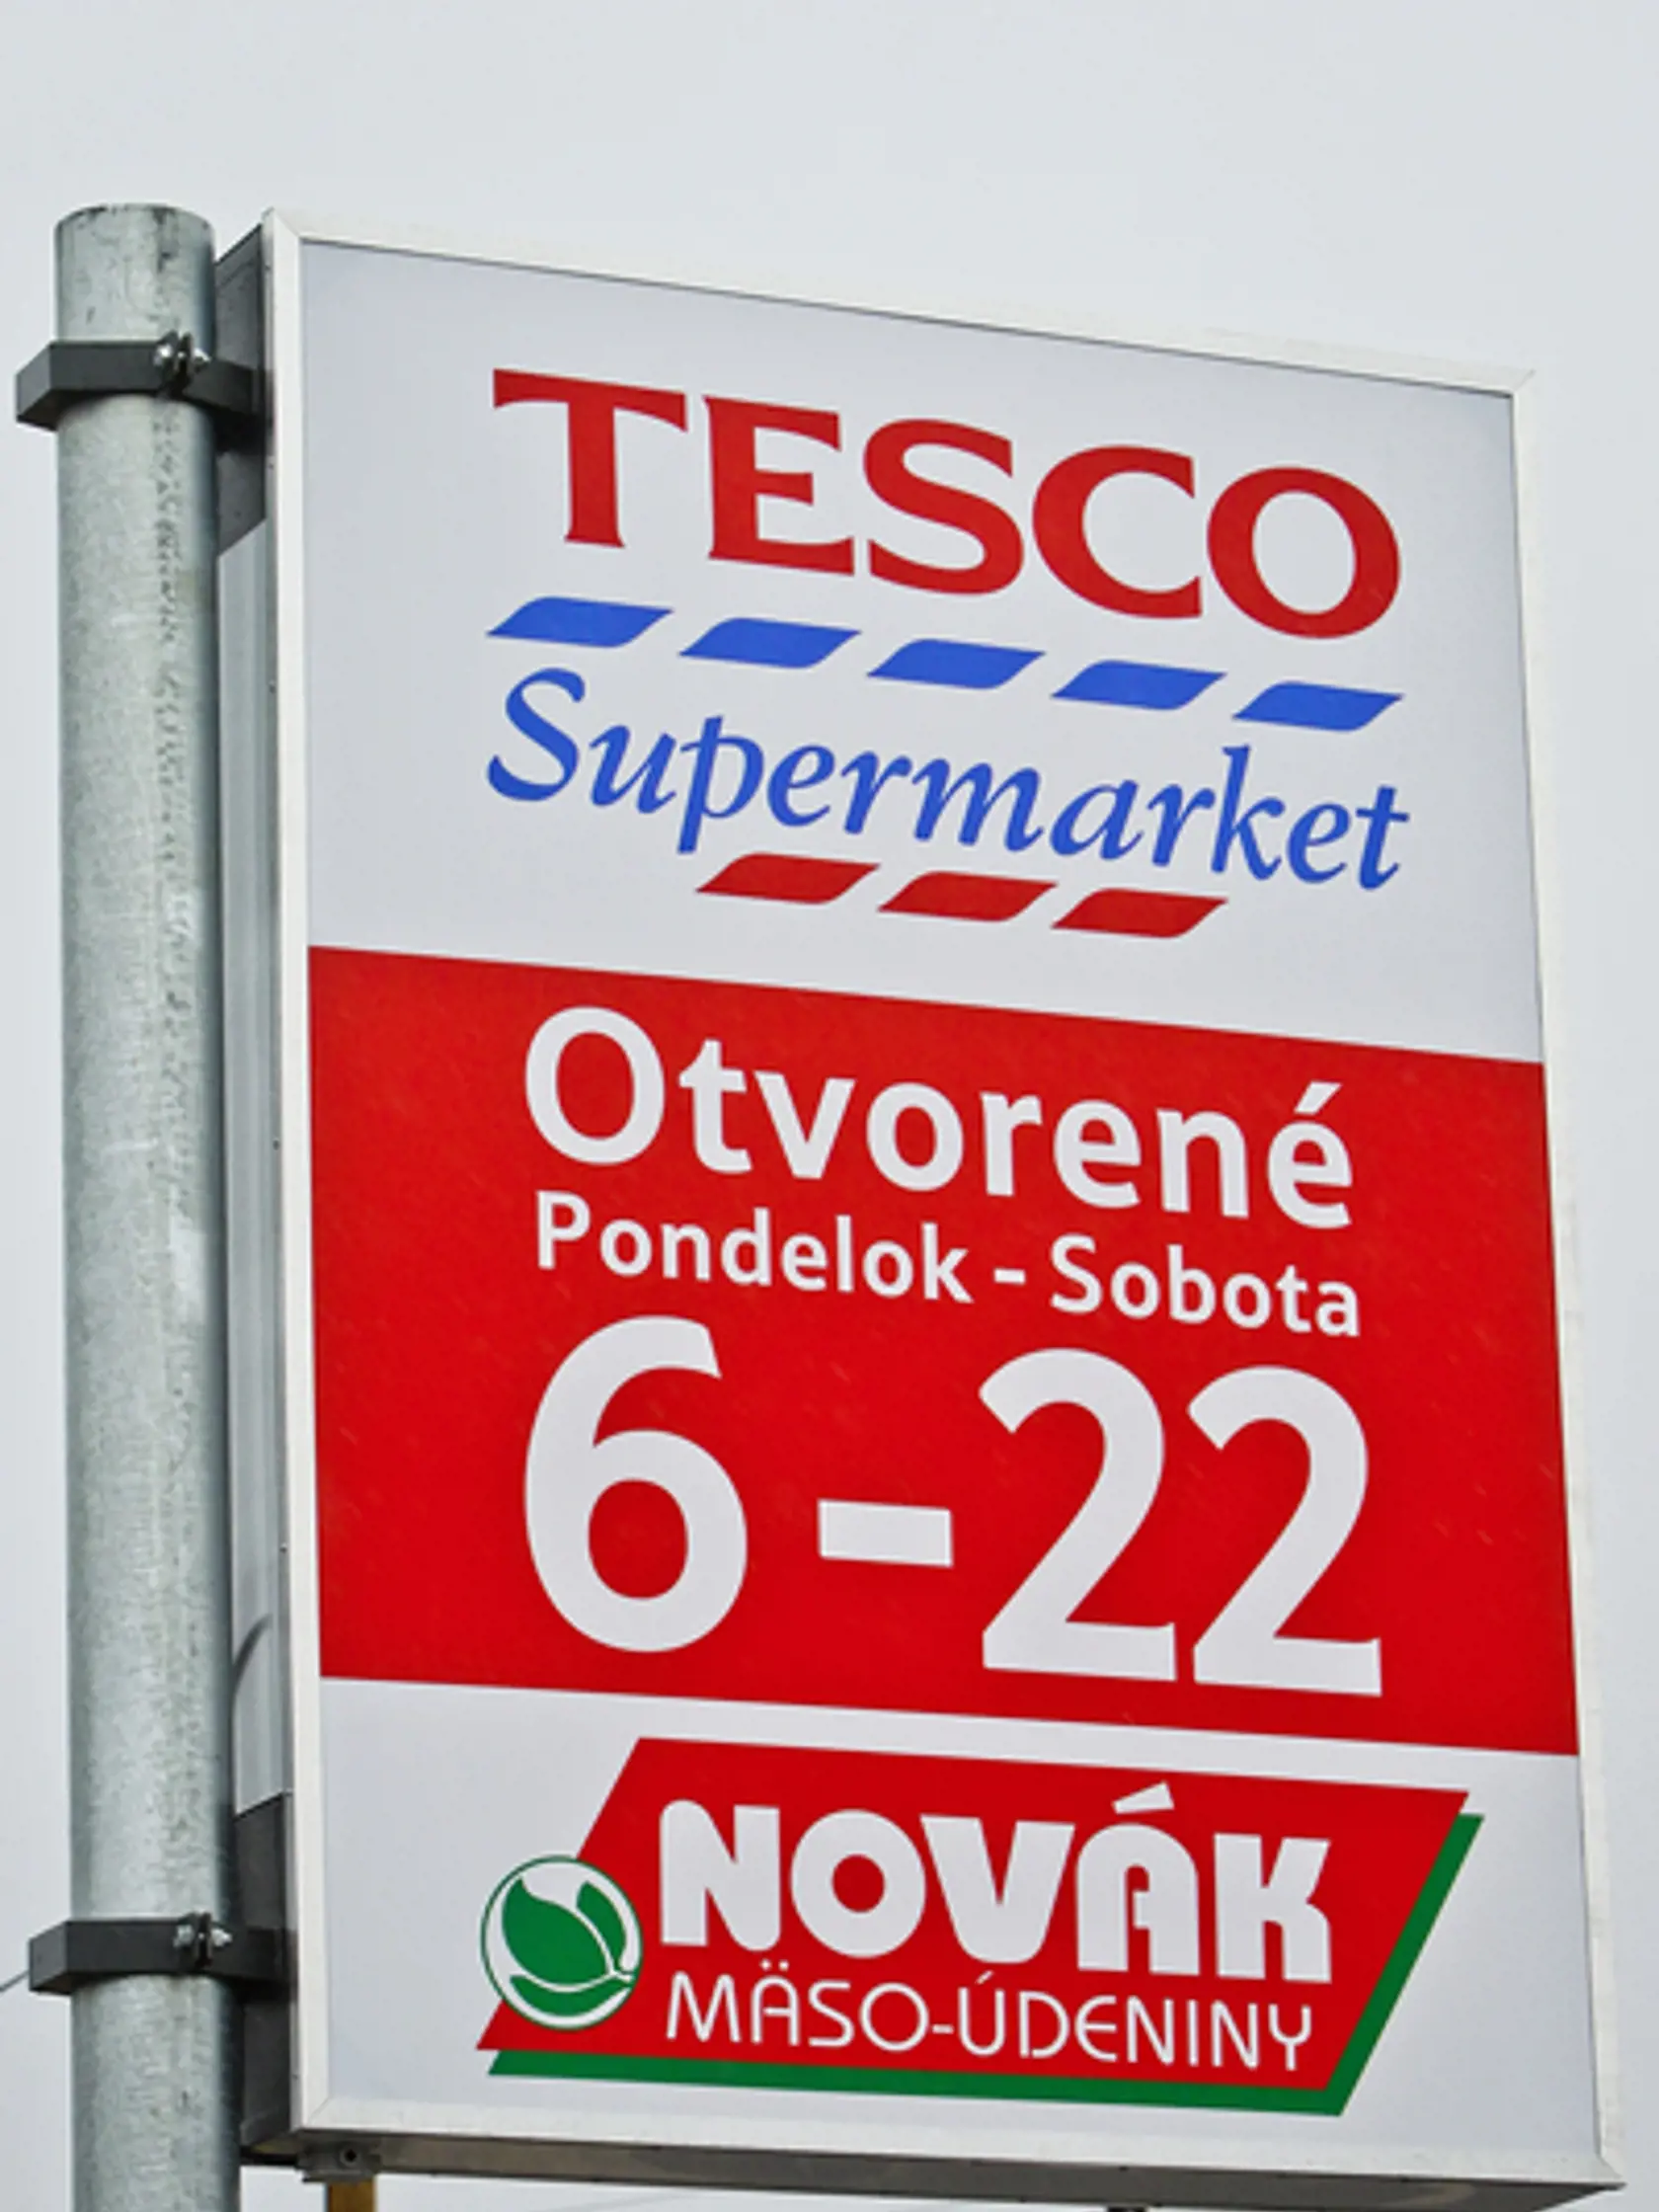 TESCO
Supermarket
Otvorené
Pondelok - Sobota
6 - 22
NOVÁK
MÄSO-ÚDENINY